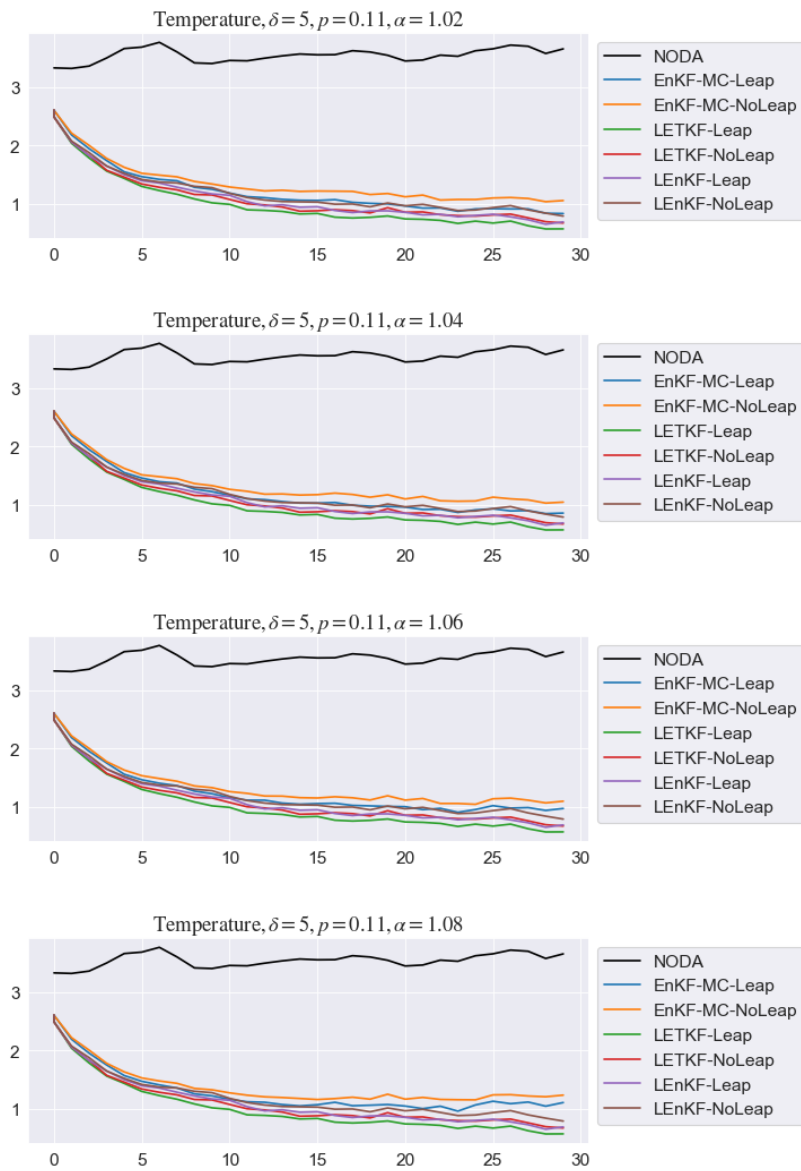 Temperature, δ = 5, p = 0.11, α = 1.02
3
2
1
0 5 10 15 20 25 30
NODA
EnKF-MC-Leap
EnKF-MC-NoLeap
LETKF-Leap
LETKF-NoLeap
LEnKF-Leap
LEnKF-NoLeap
Temperature, δ = 5, p = 0.11, α = 1.04
3
2
1
0 5 10 15 20 25 30
NODA
EnKF-MC-Leap
EnKF-MC-NoLeap
LETKF-Leap
LETKF-NoLeap
LEnKF-Leap
LEnKF-NoLeap
Temperature, δ = 5, p = 0.11, α = 1.06
3
2
1
0 5 10 15 20 25 30
NODA
EnKF-MC-Leap
EnKF-MC-NoLeap
LETKF-Leap
LETKF-NoLeap
LEnKF-Leap
LEnKF-NoLeap
Temperature, δ = 5, p = 0.11, α = 1.08
3
2
1
0 5 10 15 20 25 30
NODA
EnKF-MC-Leap
EnKF-MC-NoLeap
LETKF-Leap
LETKF-NoLeap
LEnKF-Leap
LEnKF-NoLeap